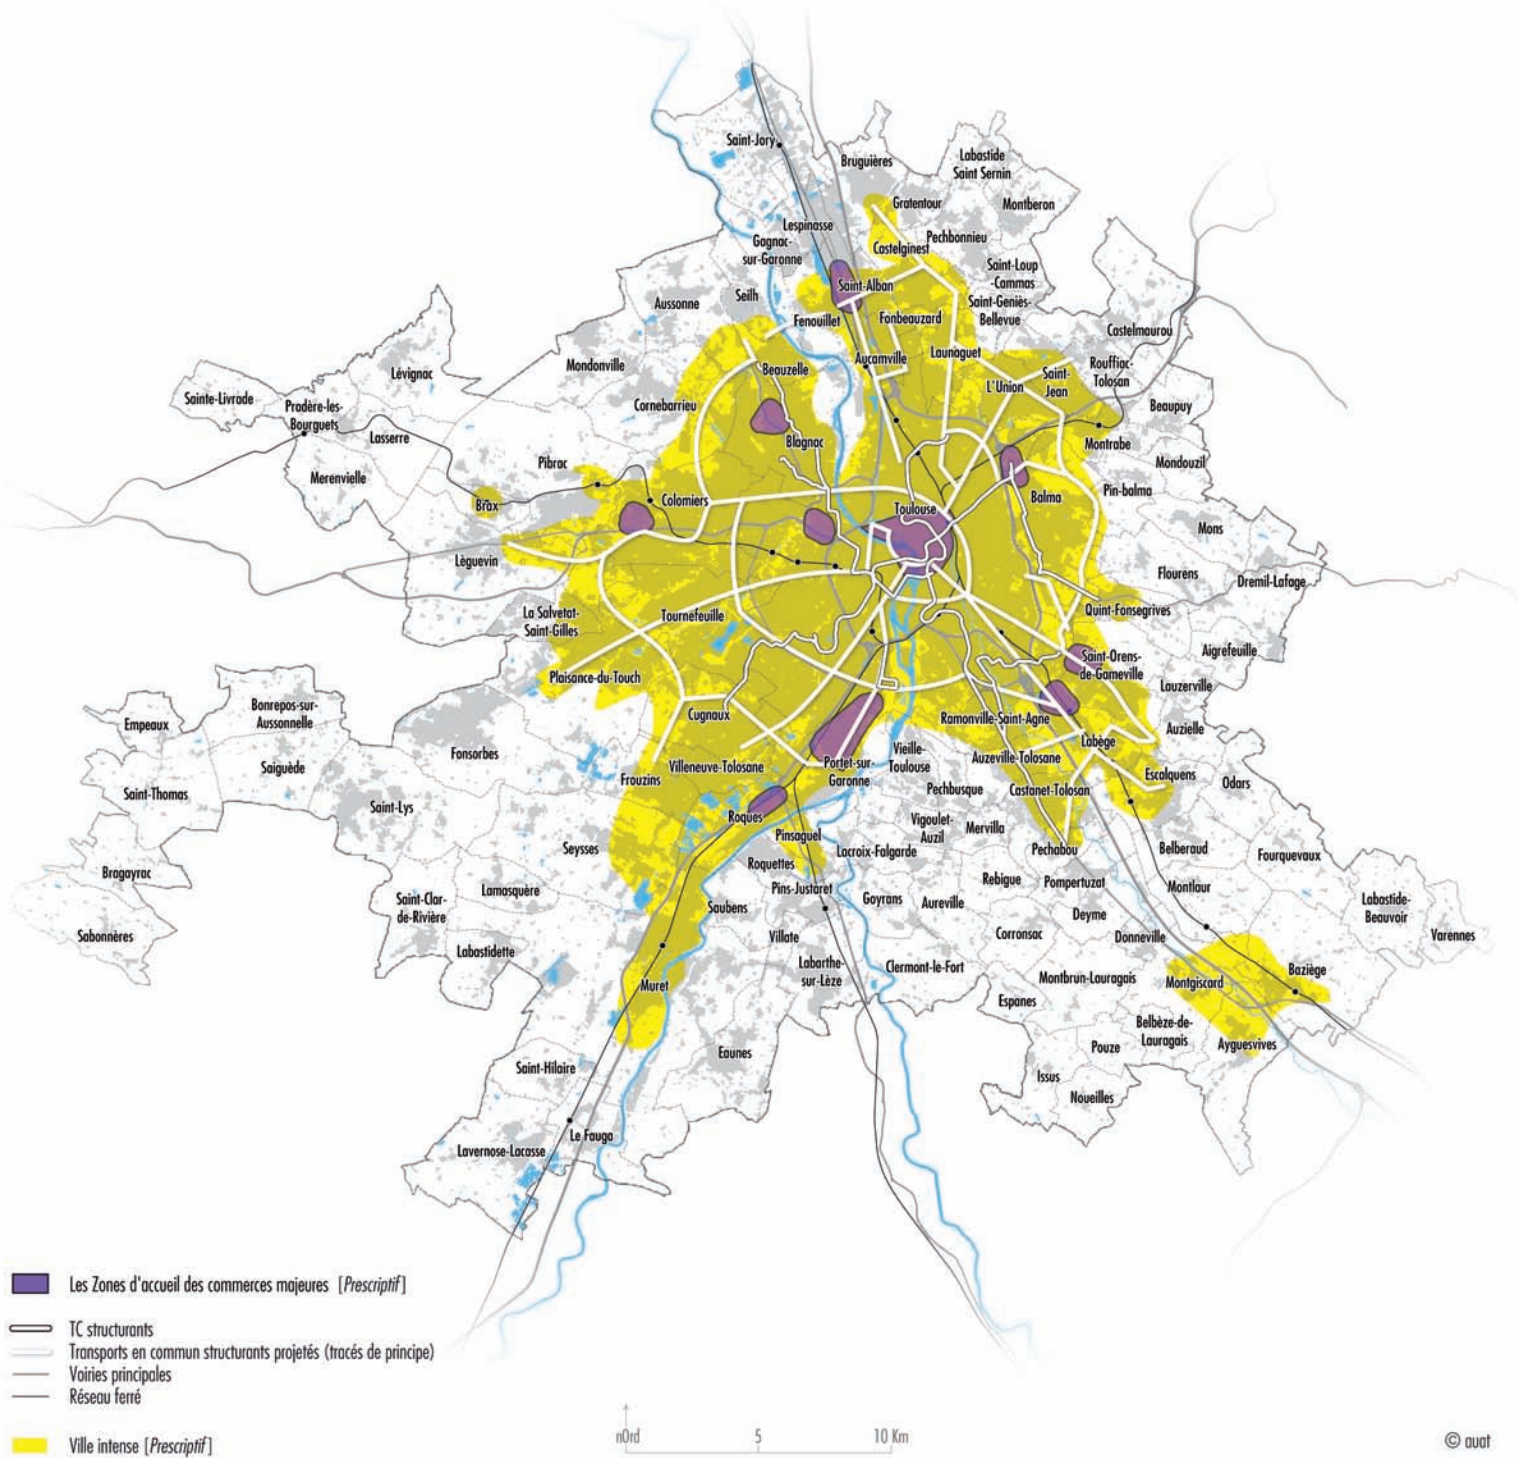 Saint-Jory
Bruguières
Labastide
Saint Sernin
Gratentour
Montberon
Lespinasse
Pechbonnieu
Gagnac-
sur-Garonne
Castelginest
Saint-Loup
-Cammas
Saint-Alban
Seilh
Aussonne
Saint-Geniès-
Bellevue
Fenouillet
Fonbeauzard
Castelmaurou
Aucamville
Launaguet
Mondonville
Beauzelle
Rouffiac-
Tolosan
Lévignac
Saint-
Jean
L'Union
Sainte-Livrade
Pradère-les-
Bourguets
Cornebarrieu
Beaupuy
Lasserre
Blagnac
Montrabe
Merenvielle
Pibrac
Mondouzil
Pin-balma
Balma
Colomiers
Brax
Toulouse
Mons
Lèguevin
Flourens
Dremil-Lafage
La Salvetat-
Saint-Gilles
Tournefeuille
Quint-Fonsegrives
Saint-Orens-
de-Gameville
Aigrefeuille
Plaisance-du-Touch
Lauzerville
Empeaux
Bonrepos-sur-
Aussonnelle
Cugnaux
Ramonville-Saint-Agne
Auzielle
Labège
Fonsorbes
Vieille-
Toulouse
Auzeville-Tolosane
Saiguède
Villeneuve-Tolosane
Portet-sur-
Garonne
Frouzins
Escalquens
Odars
Saint-Thomas
Pechbusque
Castanet-Tolosan
Saint-Lys
Roques
Vigoulet-
Auzil
Mervilla
Pinsaguel
Seysses
Lacroix-Falgarde
Pechabou
Belberaud
Fourquevaux
Roquettes
Bragayrac
Rebigue
Pompertuzat
Montlaur
Lamasquère
Pins-Justaret
Saint-Clar-
de-Rivière
Goyrans
Aureville
Labastide-
Beauvoir
Saubens
Deyme
Sabonnères
Villate
Corronsac
Donneville
Varennes
Labastidette
Labarthe-
sur-Lèze
Clermont-le-Fort
Baziège
Muret
Montbrun-Lauragais
Montgiscard
Espanes
Belbèze-de-
Lauragais
Eaunes
Pouze
Ayguesvives
Saint-Hilaire
Issus
Noueilles
Le Fauga
Lavernose-Lacasse
Les Zones d'accueil des commerces majeures [Prescriptif]
TC structurants
Transports en commun structurants projetés (tracés de principe)
Voiries principales
Réseau ferré
Ville intense [Prescriptif]
nOrd 5 10 Km
© auat